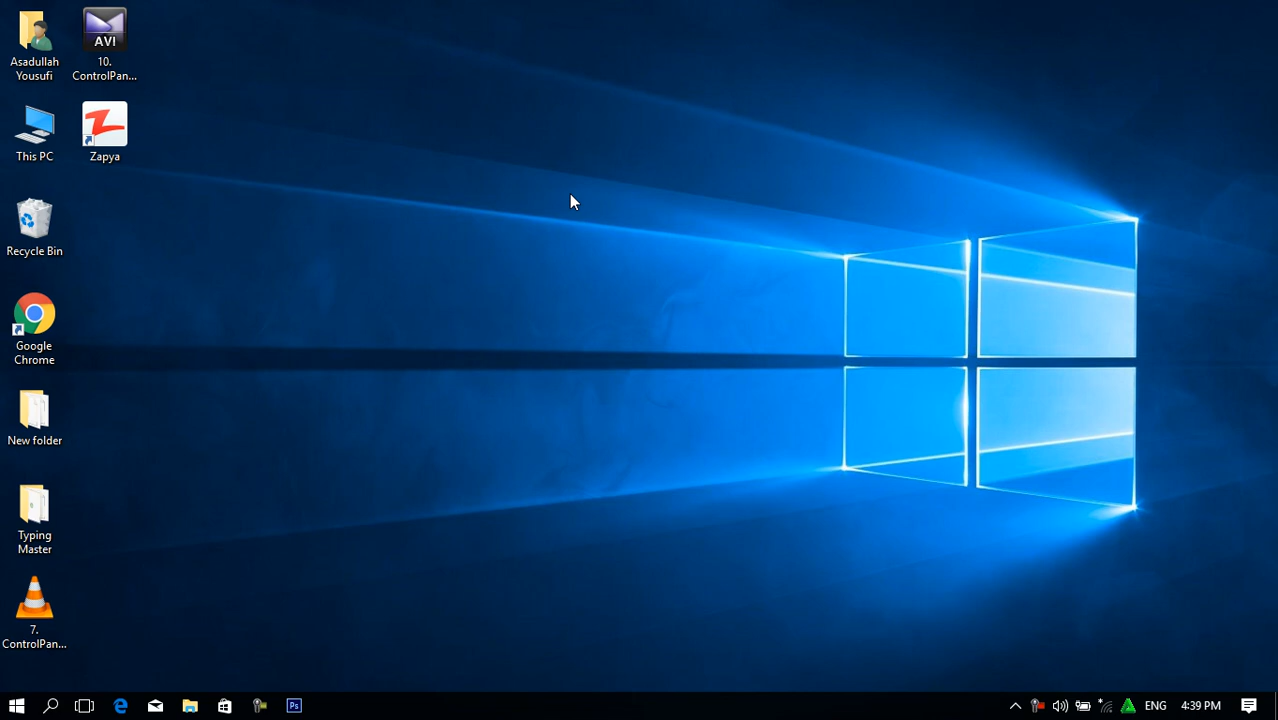 Asadullah
Yousufi
AVI
10.
ControlPan...
This PC
Zapya
Recycle Bin
Google
Chrome
New folder
Typing
Master
7.
ControlPan...
Ps
ENG
4:39 PM